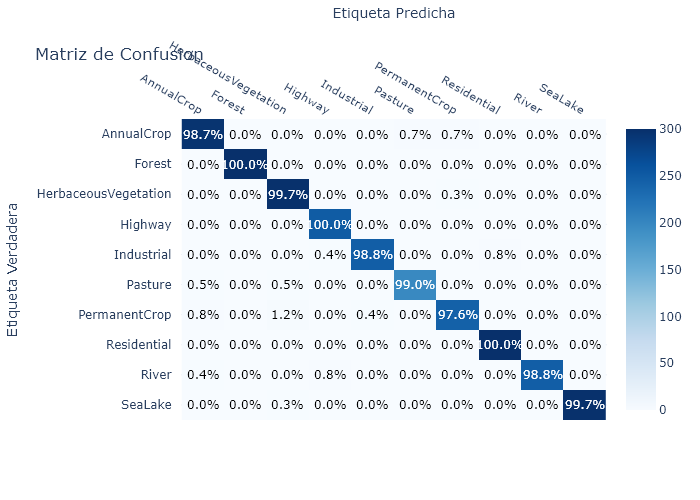 Etiqueta Predicha
Matriz de Confusión
AnnualCrop
Forest
HerbaceousVegetation
Highway
Industrial
Pasture
PermanentCrop
Residential
River
SeaLake
Etiqueta Verdadera
AnnualCrop 98.7% 0.0% 0.0% 0.0% 0.0% 0.7% 0.7% 0.0% 0.0% 0.0%
Forest 0.0% 100.0% 0.0% 0.0% 0.0% 0.0% 0.0% 0.0% 0.0% 0.0%
HerbaceousVegetation 0.0% 0.0% 99.7% 0.0% 0.0% 0.0% 0.3% 0.0% 0.0% 0.0%
Highway 0.0% 0.0% 0.0% 100.0% 0.0% 0.0% 0.0% 0.0% 0.0% 0.0%
Industrial 0.0% 0.0% 0.0% 0.4% 98.8% 0.0% 0.0% 0.8% 0.0% 0.0%
Pasture 0.5% 0.0% 0.5% 0.0% 0.0% 99.0% 0.0% 0.0% 0.0% 0.0%
PermanentCrop 0.8% 0.0% 1.2% 0.0% 0.4% 0.0% 97.6% 0.0% 0.0% 0.0%
Residential 0.0% 0.0% 0.0% 0.0% 0.0% 0.0% 0.0% 100.0% 0.0% 0.0%
River 0.4% 0.0% 0.0% 0.8% 0.0% 0.0% 0.0% 0.0% 98.8% 0.0%
SeaLake 0.0% 0.0% 0.3% 0.0% 0.0% 0.0% 0.0% 0.0% 0.0% 99.7%
300
250
200
150
100
50
0